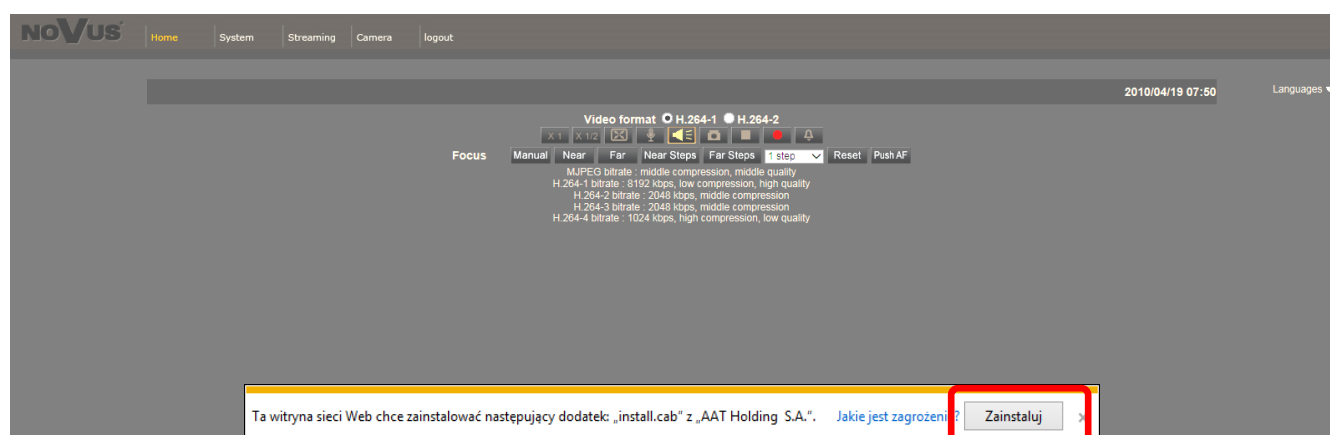 NOVUS Home System Streaming Camera logout
2010/04/19 07:50 Languages
Video format H.264-1 H.264-2
X 1 X 1/2
Focus Manual Near Far Near Steps Far Steps 1 step Reset Push AF
MJPEG bitrate : middle compression, middle quality
H.264-1 bitrate : 8192 kbps, low compression, high quality
H.264-2 bitrate : 2048 kbps, middle compression
H.264-3 bitrate : 2048 kbps, middle compression
H.264-4 bitrate : 1024 kbps, high compression, low quality
Ta witryna sieci Web chce zainstalować następujący dodatek: „install.cab” z „AAT Holding S.A.”. Jakie jest zagrożenie? Zainstaluj ×